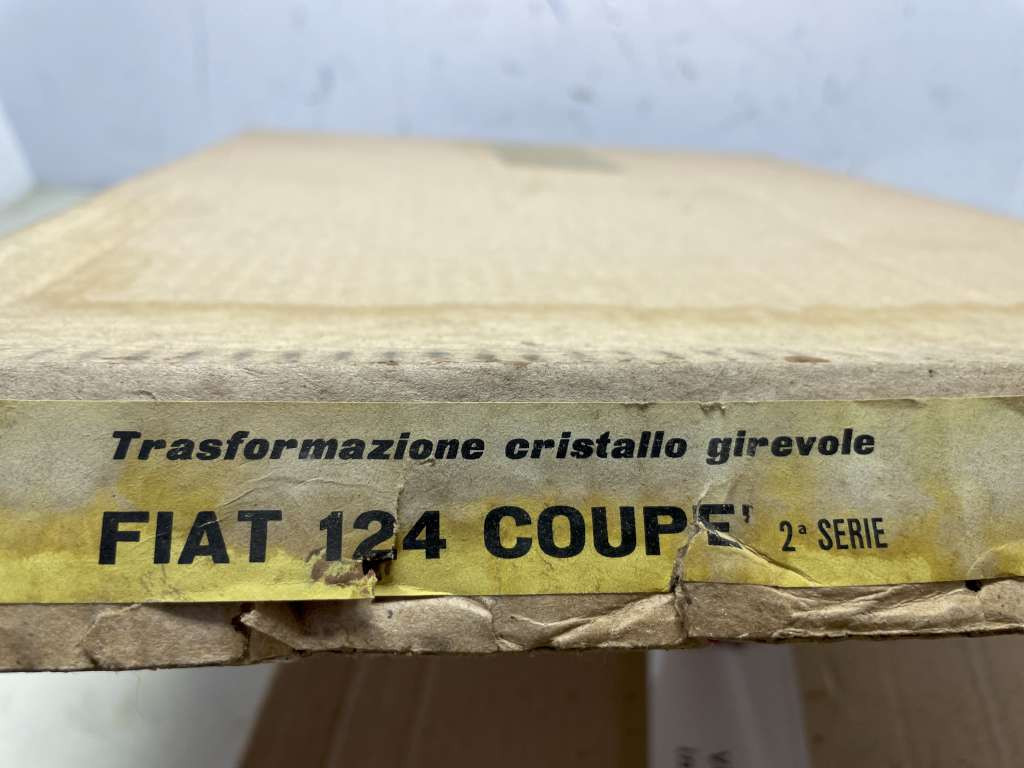 Trasformazione cristallo girevole
FIAT 124 COUPE' 2ª SERIE